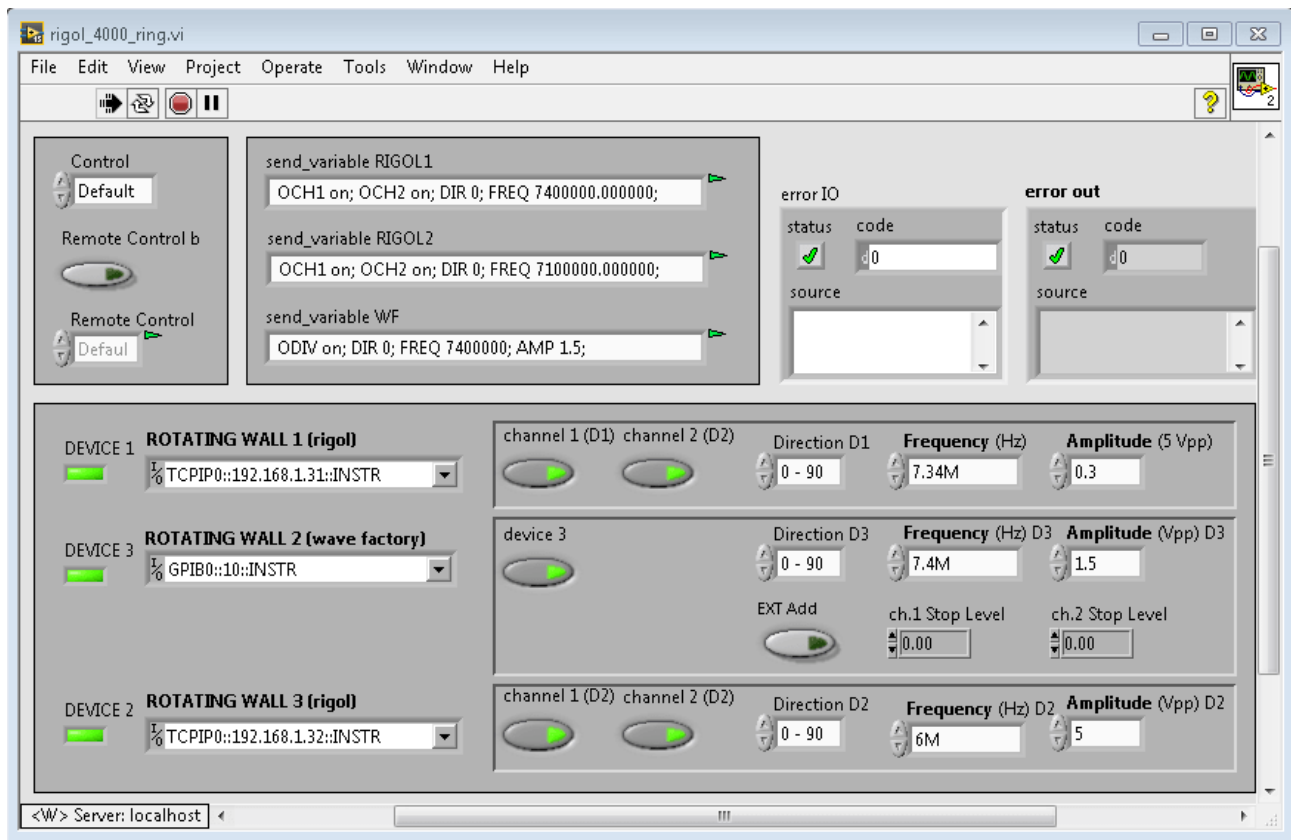 rigol_4000_ring.vi
File Edit View Project Operate Tools Window Help
2
Control
Default
Remote Control b
Remote Control
Defaul
send_variable RIGOL1
OCH1 on; OCH2 on; DIR 0; FREQ 7400000.000000;
send_variable RIGOL2
OCH1 on; OCH2 on; DIR 0; FREQ 7100000.000000;
send_variable WF
ODIV on; DIR 0; FREQ 7400000; AMP 1.5;
error IO
status code
d0
source
error out
status code
d0
source
DEVICE 1
ROTATING WALL 1 (rigol)
TCPIP0::192.168.1.31::INSTR
channel 1 (D1) channel 2 (D2)
Direction D1
0 - 90
Frequency (Hz)
7.34M
Amplitude (5 Vpp)
0.3
DEVICE 3
ROTATING WALL 2 (wave factory)
GPIB0::10::INSTR
device 3
Direction D3
0 - 90
Frequency (Hz) D3
7.4M
Amplitude (Vpp) D3
1.5
EXT Add
ch.1 Stop Level
0.00
ch.2 Stop Level
0.00
DEVICE 2
ROTATING WALL 3 (rigol)
TCPIP0::192.168.1.32::INSTR
channel 1 (D2) channel 2 (D2)
Direction D2
0 - 90
Frequency (Hz) D2
6M
Amplitude (Vpp) D2
5
<W> Server: localhost